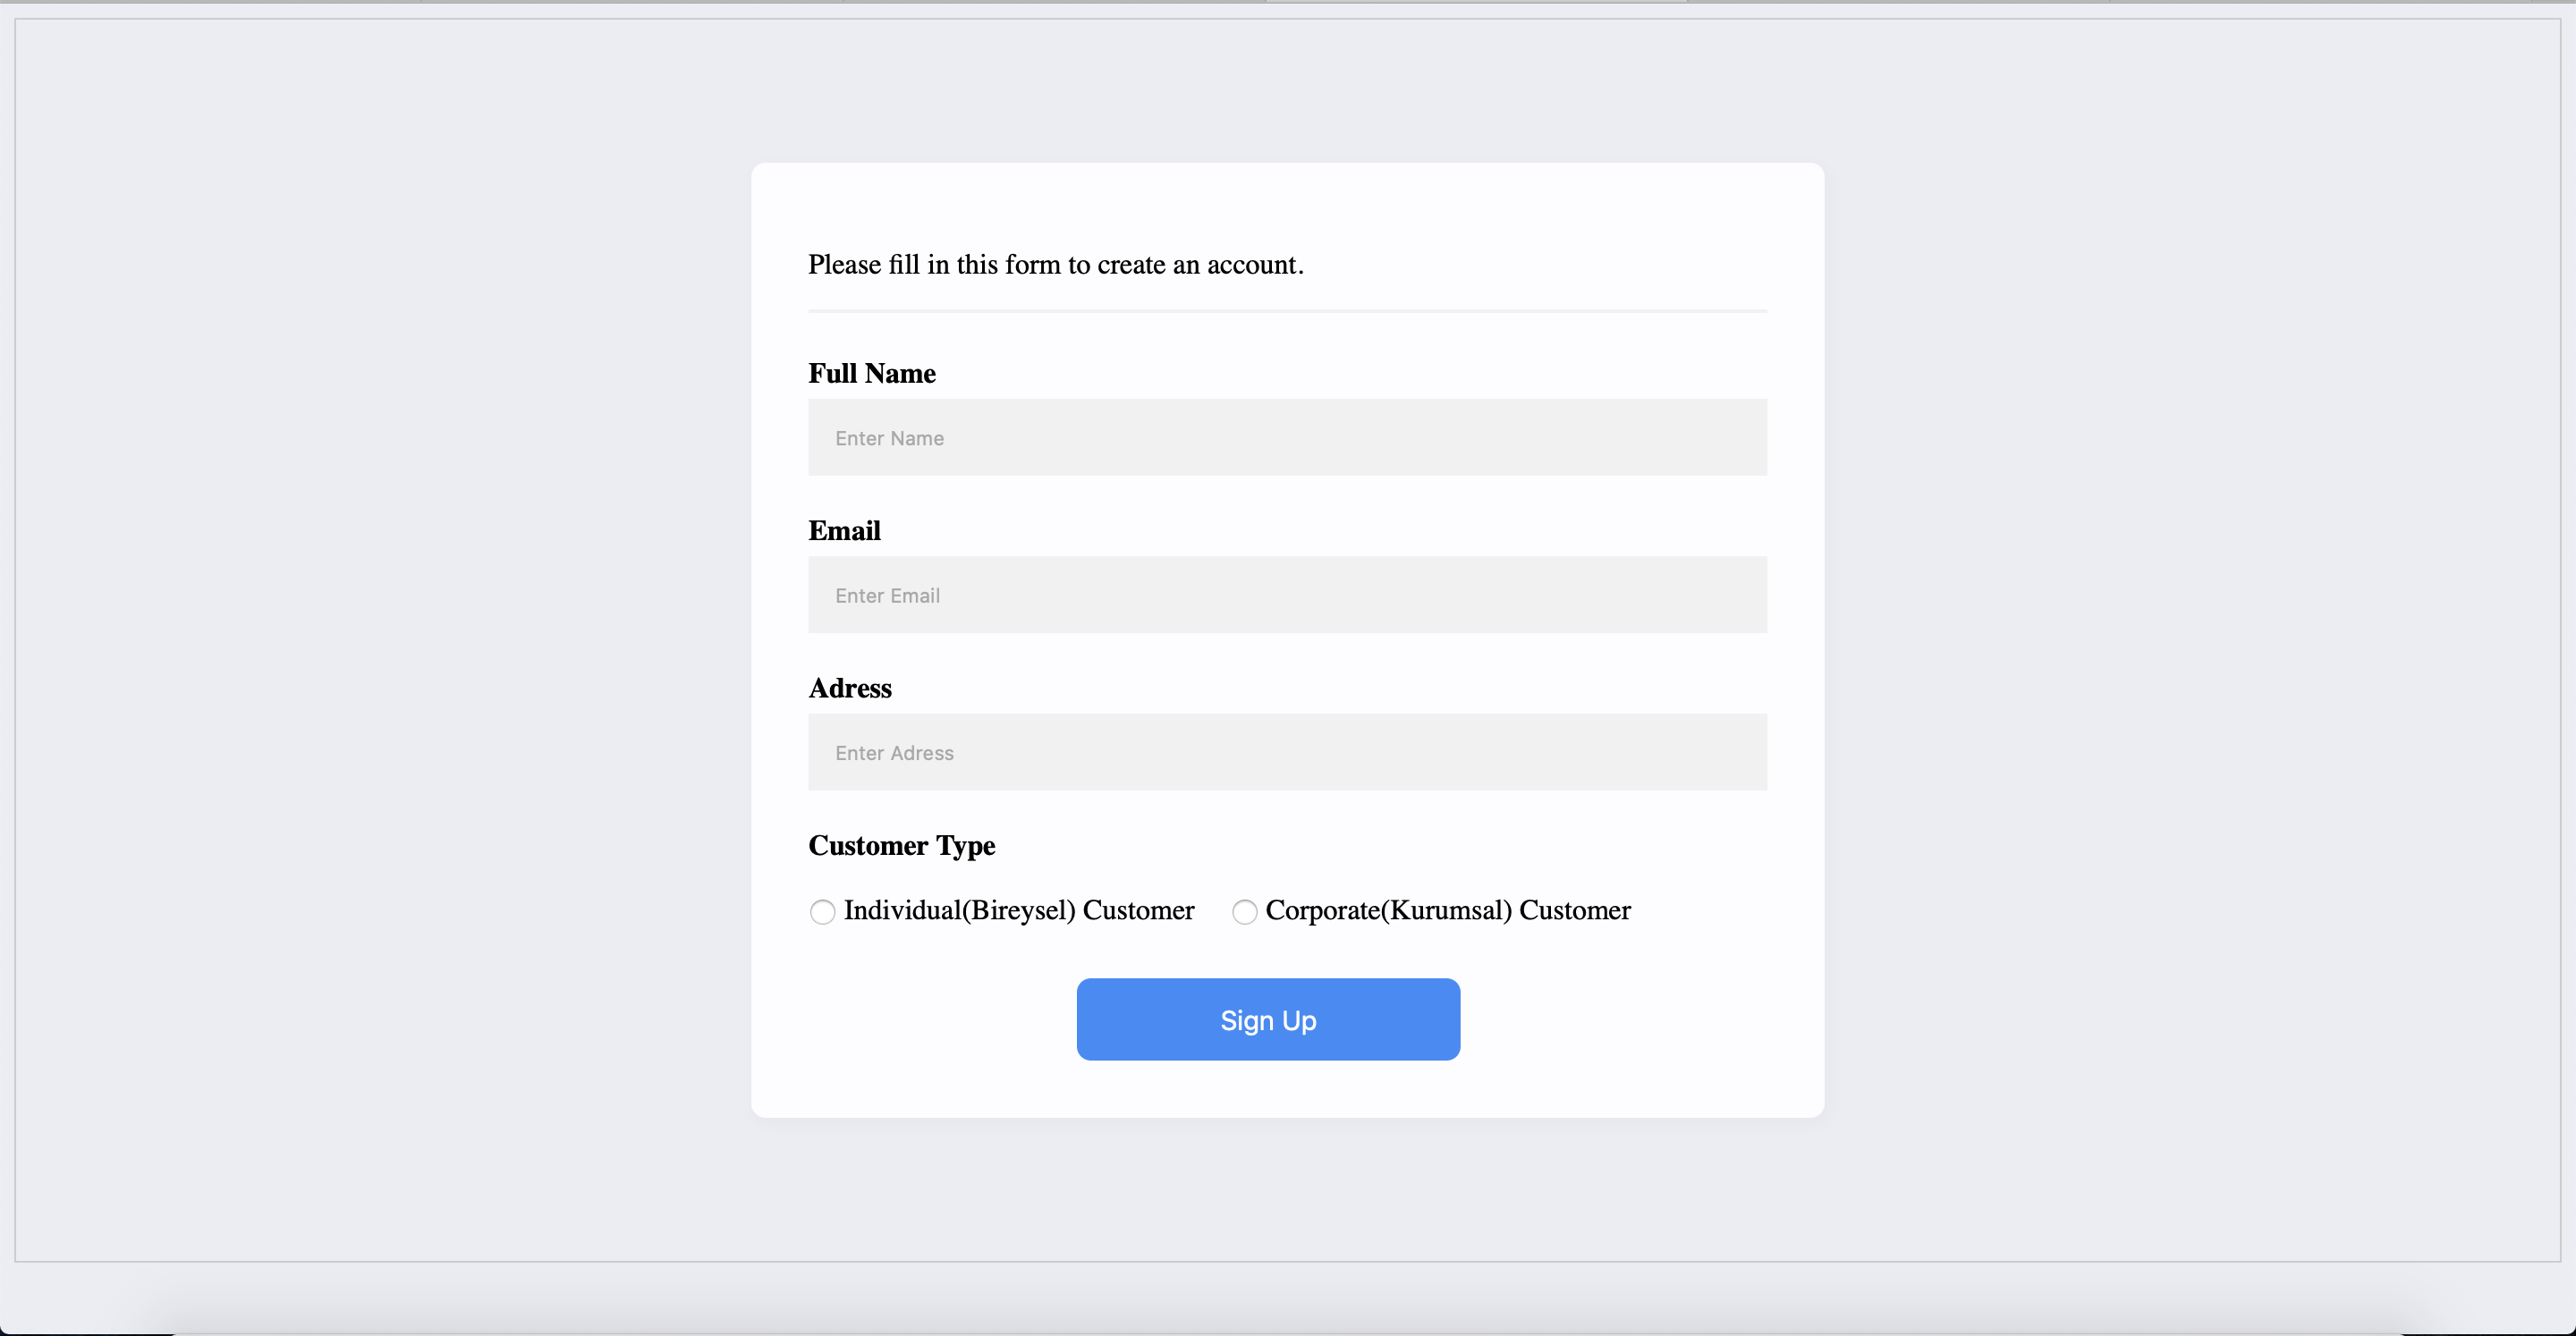 Please fill in this form to create an account.
Full Name
Enter Name
Email
Enter Email
Adress
Enter Adress
Customer Type
Individual(Bireysel) Customer Corporate(Kurumsal) Customer
Sign Up